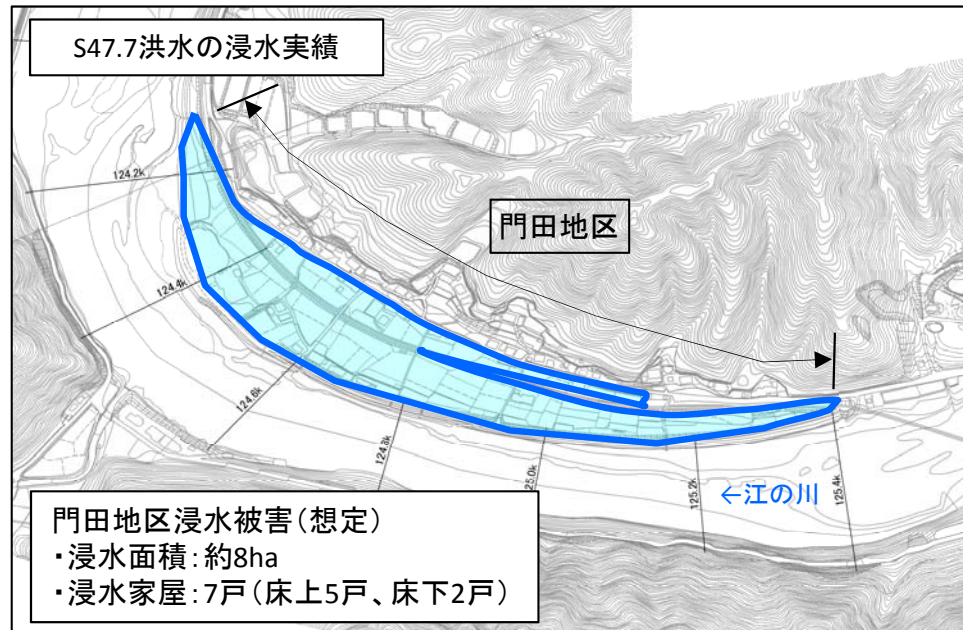 S47.7洪水の浸水実績
門田地区
124.2k
124.4k
124.6k
124.8k
125.0k
125.2k
125.4k
←江の川
門田地区浸水被害（想定）
・浸水面積：約8ha
・浸水家屋：7戸（床上5戸、床下2戸）